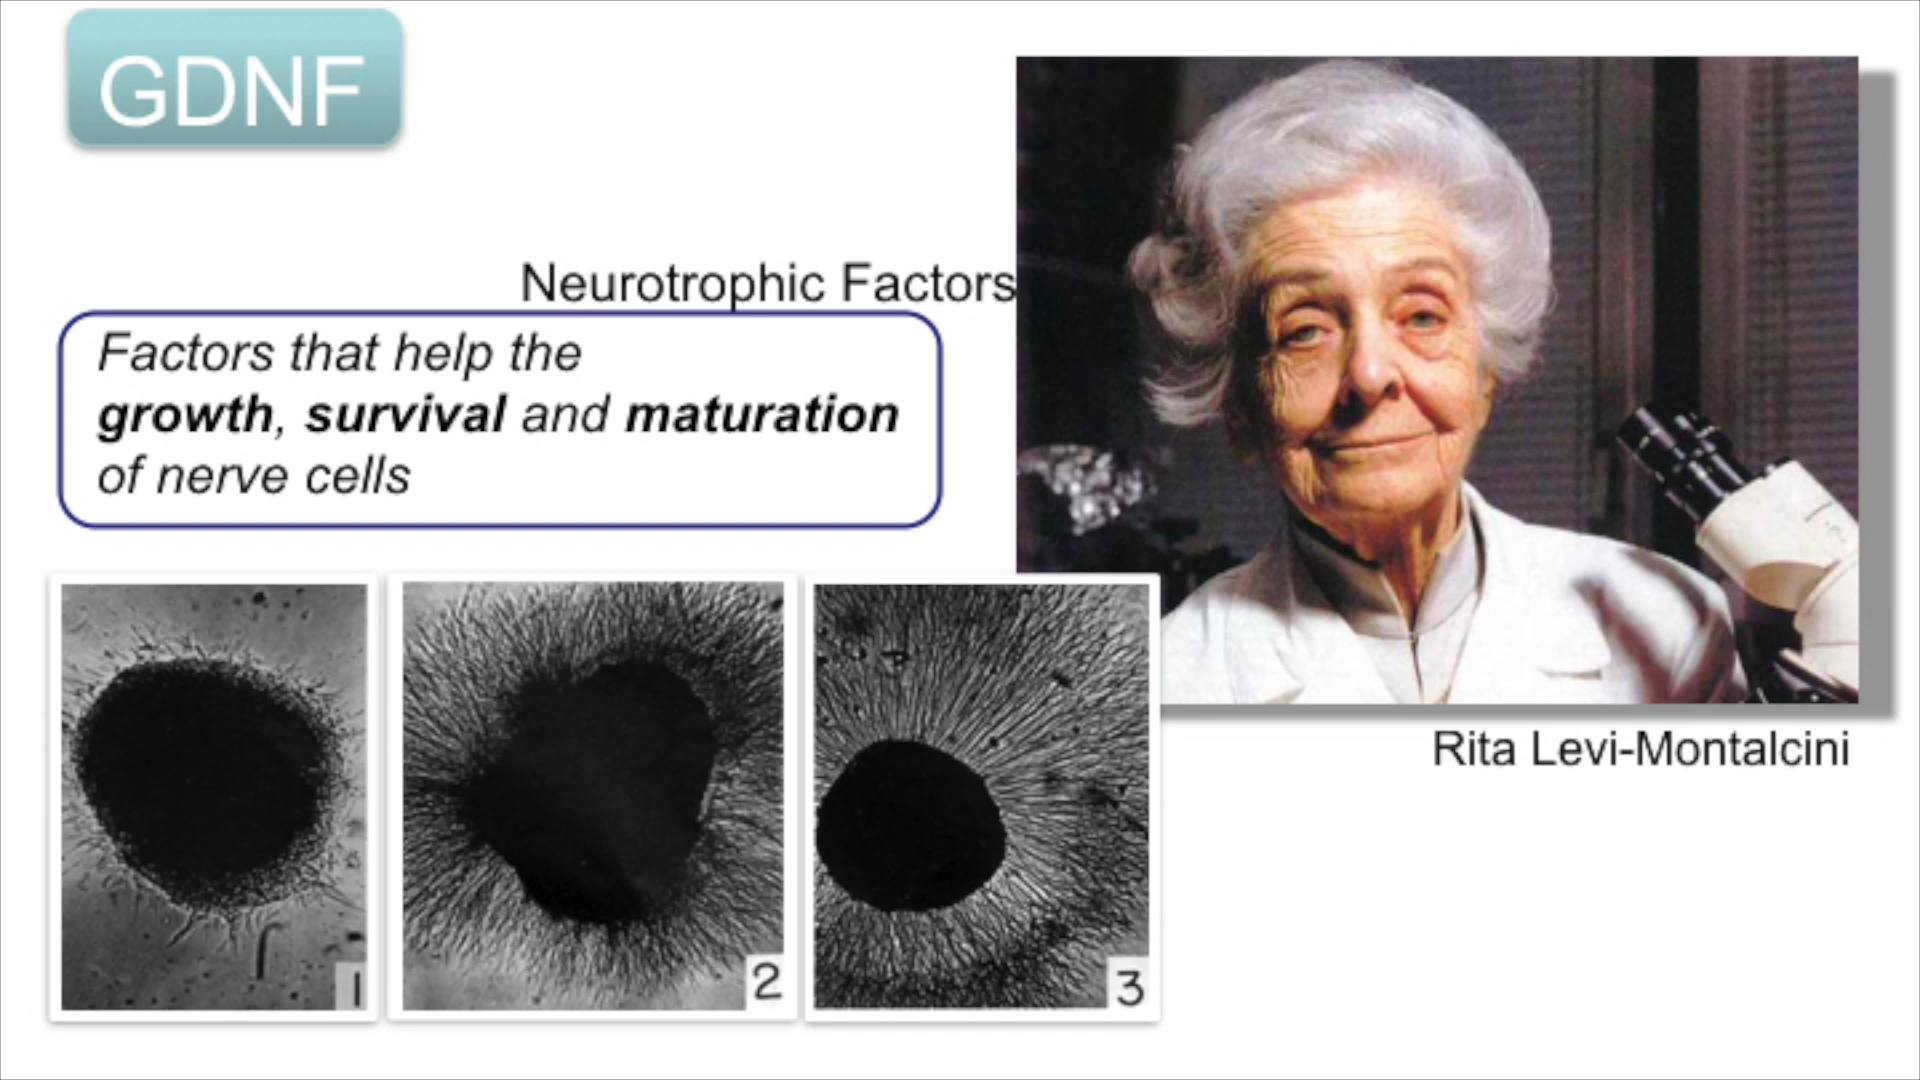 GDNF
Neurotrophic Factors
Factors that help the
growth, survival and maturation
of nerve cells
1
2
3
Rita Levi-Montalcini